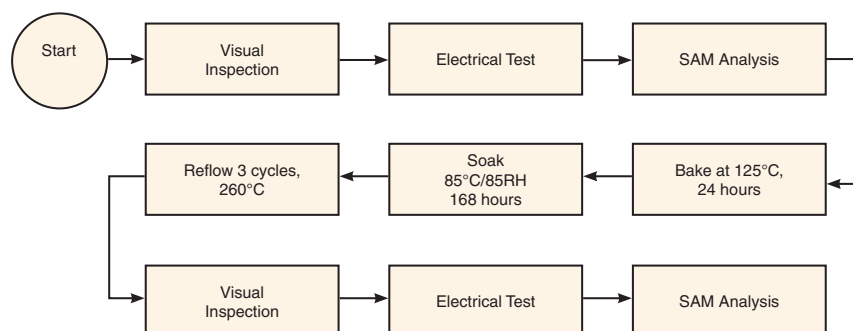 Start
Visual
Inspection
Electrical Test
SAM Analysis
Reflow 3 cycles,
260°C
Soak
85°C/85RH
168 hours
Bake at 125°C,
24 hours
Visual
Inspection
Electrical Test
SAM Analysis